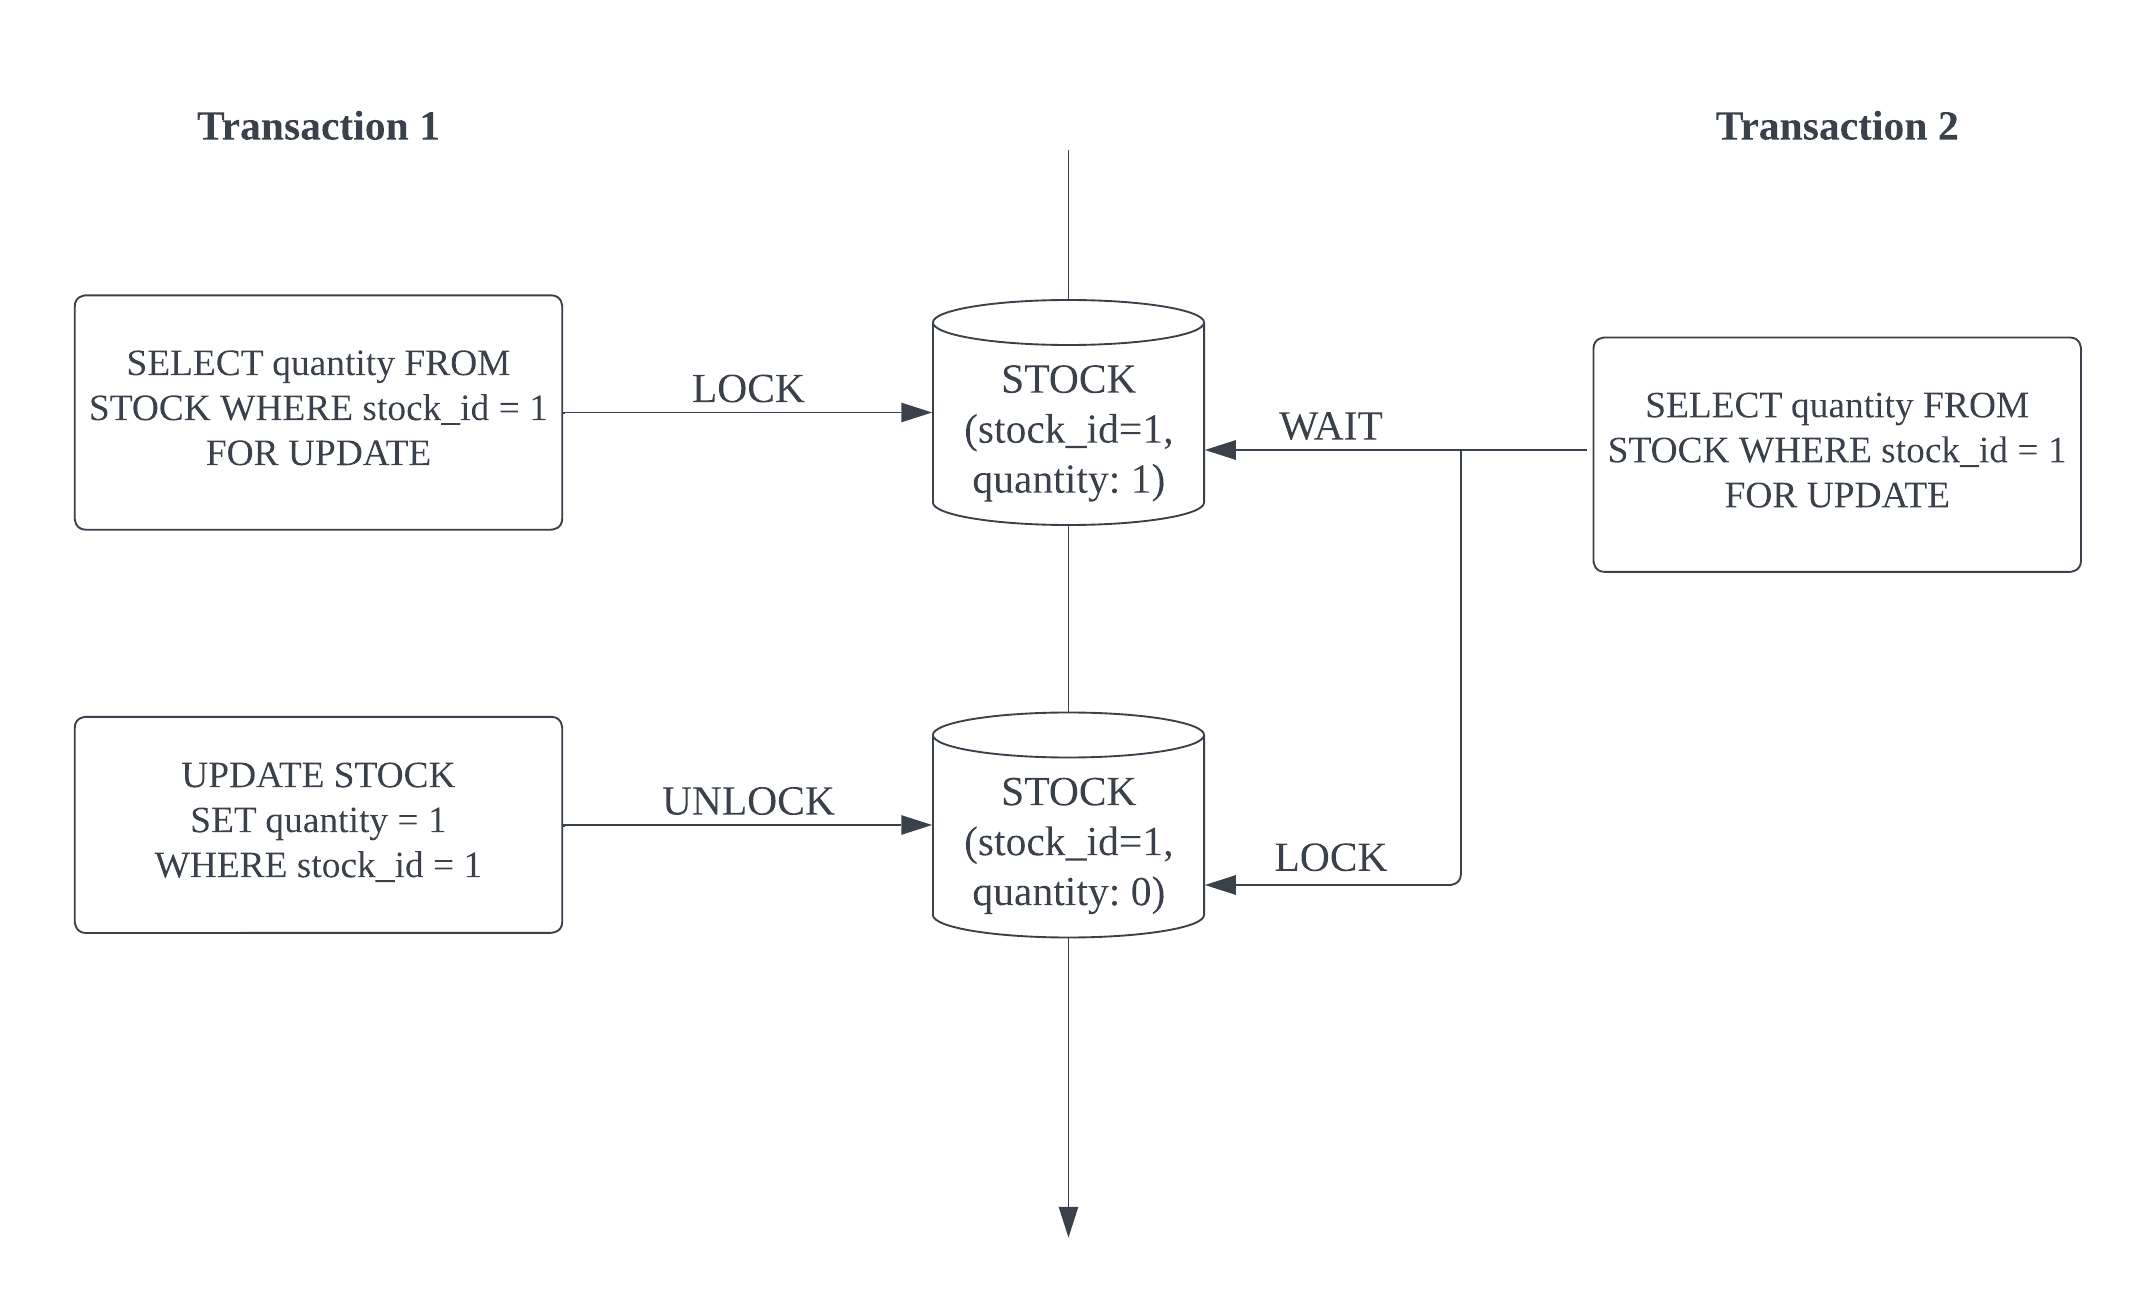 Transaction 1
Transaction 2
SELECT quantity FROM
STOCK WHERE stock_id = 1
FOR UPDATE
LOCK
STOCK
(stock_id=1,
quantity: 1)
WAIT
SELECT quantity FROM
STOCK WHERE stock_id = 1
FOR UPDATE
UPDATE STOCK
SET quantity = 1
WHERE stock_id = 1
UNLOCK
STOCK
(stock_id=1,
quantity: 0)
LOCK